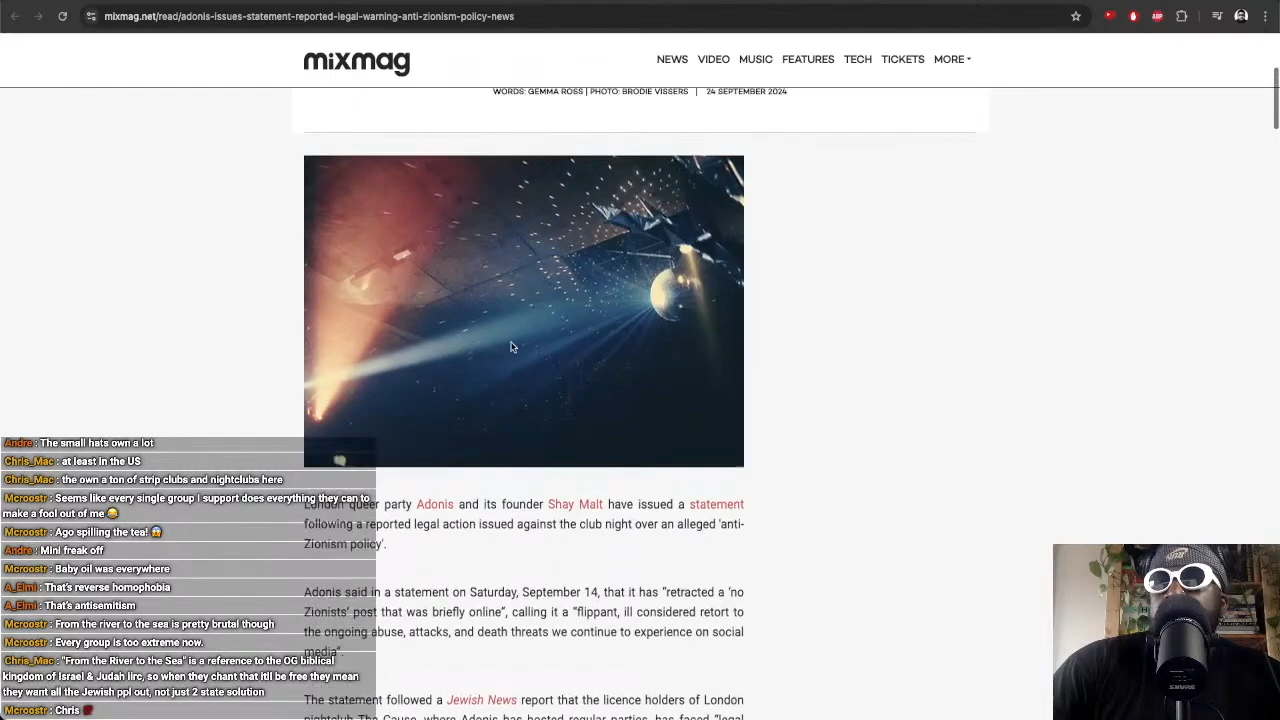 mixmag.net/read/adonis-issues-statement-reported-legal-warning-anti-zionism-policy-news
ABP
mixmag
NEWS VIDEO MUSIC FEATURES TECH TICKETS MORE
WORDS: GEMMA ROSS | PHOTO: BRODIE VISSERS | 24 SEPTEMBER 2024
London queer party Adonis and its founder Shay Malt have issued a statement
following a reported legal action issued against the club night over an alleged 'anti-
Zionism policy'.
Adonis said in a statement on Saturday, September 14, that it has "retracted a 'no
Zionists' post that was briefly online", calling it a "flippant, ill considered retort to
the ongoing abuse, attacks, and death threats we continue to experience on social
media".
The statement followed a Jewish News report that the licence holders of London
nightclub The Cause, where Adonis has hosted regular parties, has faced "legal
Andre : The small hats own a lot
Chris_Mac : at least in the US
Chris_Mac : the own a ton of strip clubs and nightclubs here
Mcroostr : Seems like every single group I support does everything they can to
make a fool out of me 😂
Mcroostr : Ago spilling the tea! 😱
Andre : Mini freak off
Mcroostr : Baby oil was everywhere
A_Elmi : That's reverse homophobia
A_Elmi : That's antisemitism
Mcroostr : From the river to the sea is pretty brutal though
Mcroostr : Every group is too extreme now.
Chris_Mac : "From the River to the Sea" is a reference to the OG biblical
kingdom of Israel & Judah iirc, so when they chant that itll be free they mean
they want all the Jewish ppl out, not just 2 state solution
Mcroostr : Chris 💯
SHURE